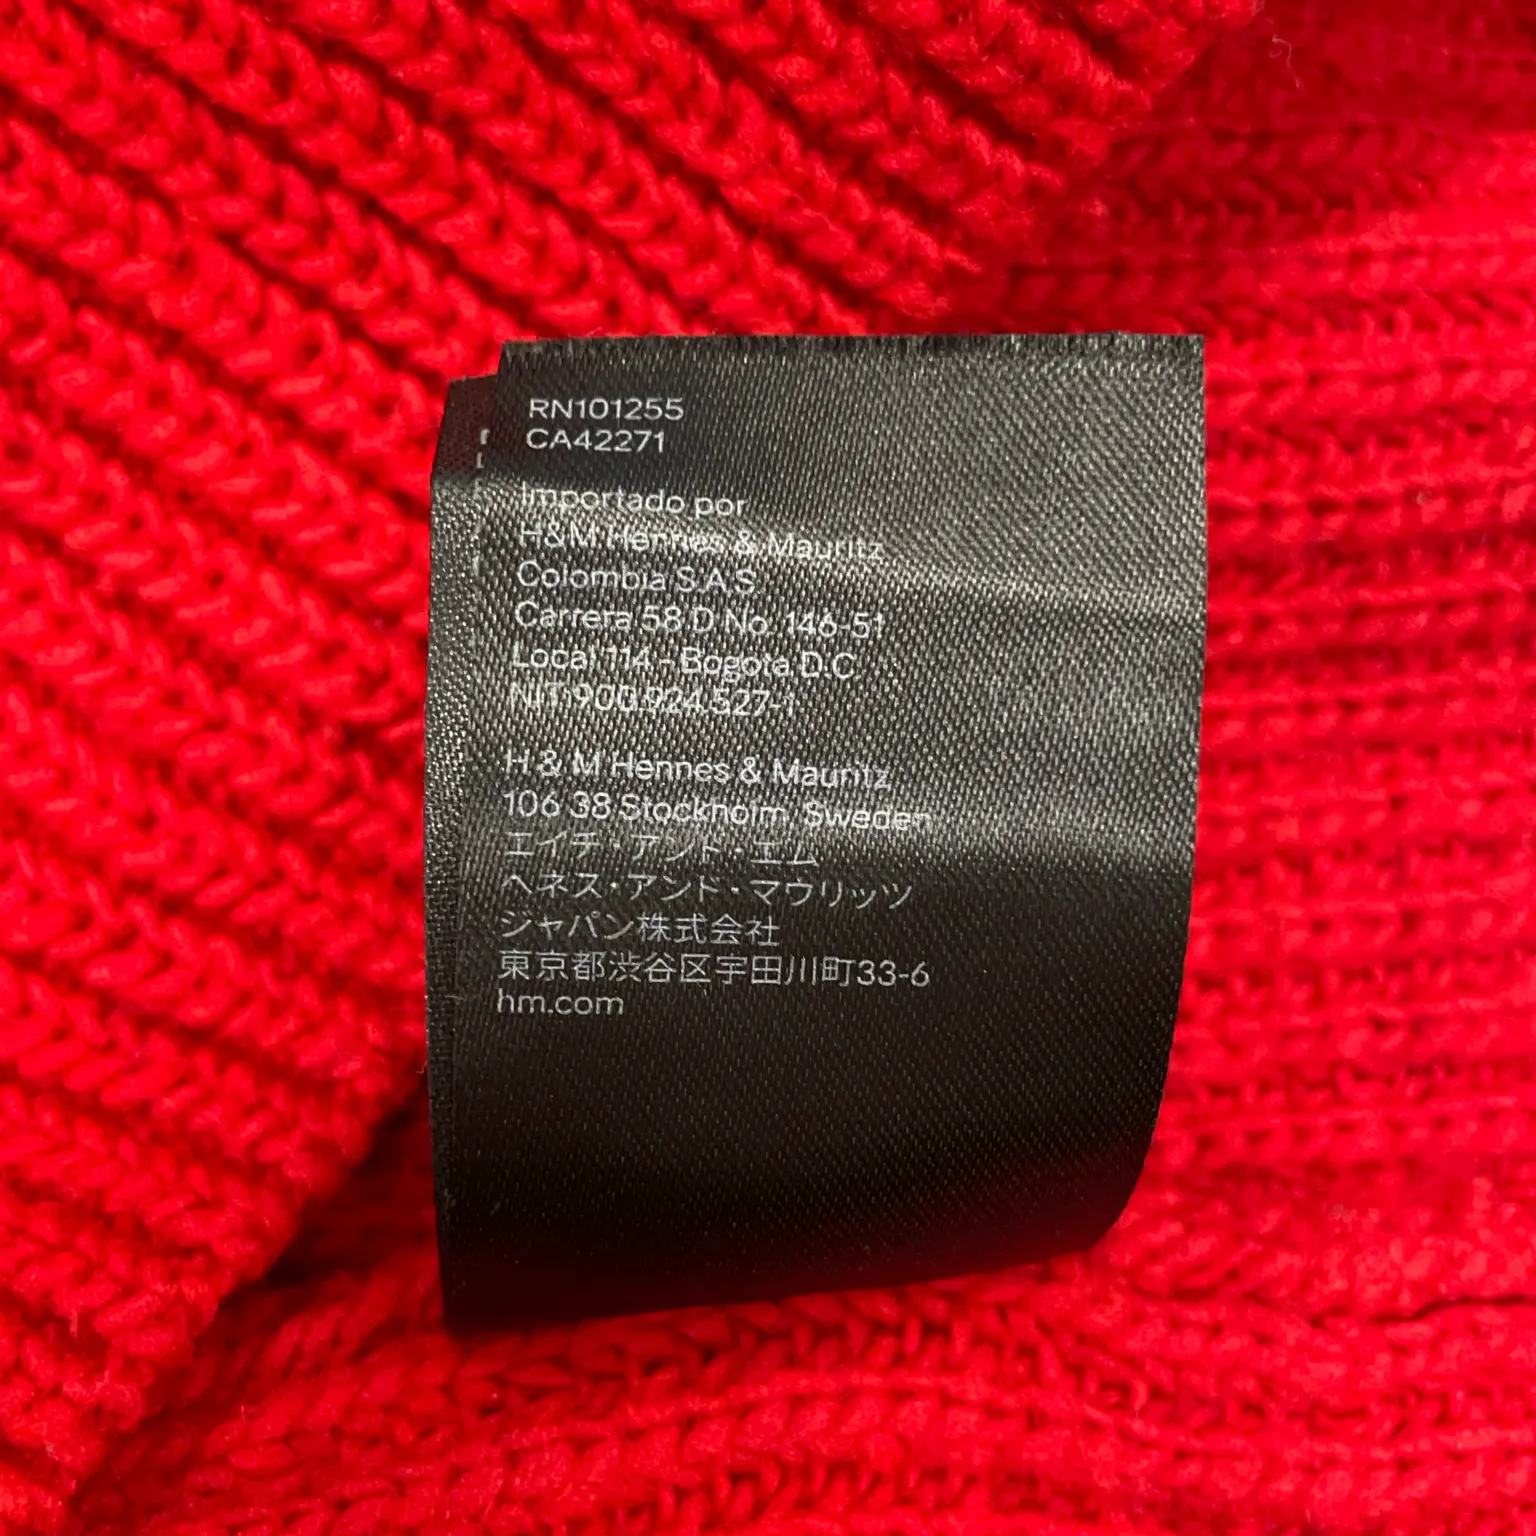 RN101255
CA42271
Importado por
H&M Hennes & Mauritz
Colombia S.A.S.
Carrera 58 D No. 146-51
Local 114 - Bogota D.C
NIT 900.924.527-1
H & M Hennes & Mauritz
106 38 Stockholm, Sweden
エイチ・アンド・エム
ヘネス・アンド・マウリッツ
ジャパン株式会社
東京都渋谷区宇田川町33-6
hm.com